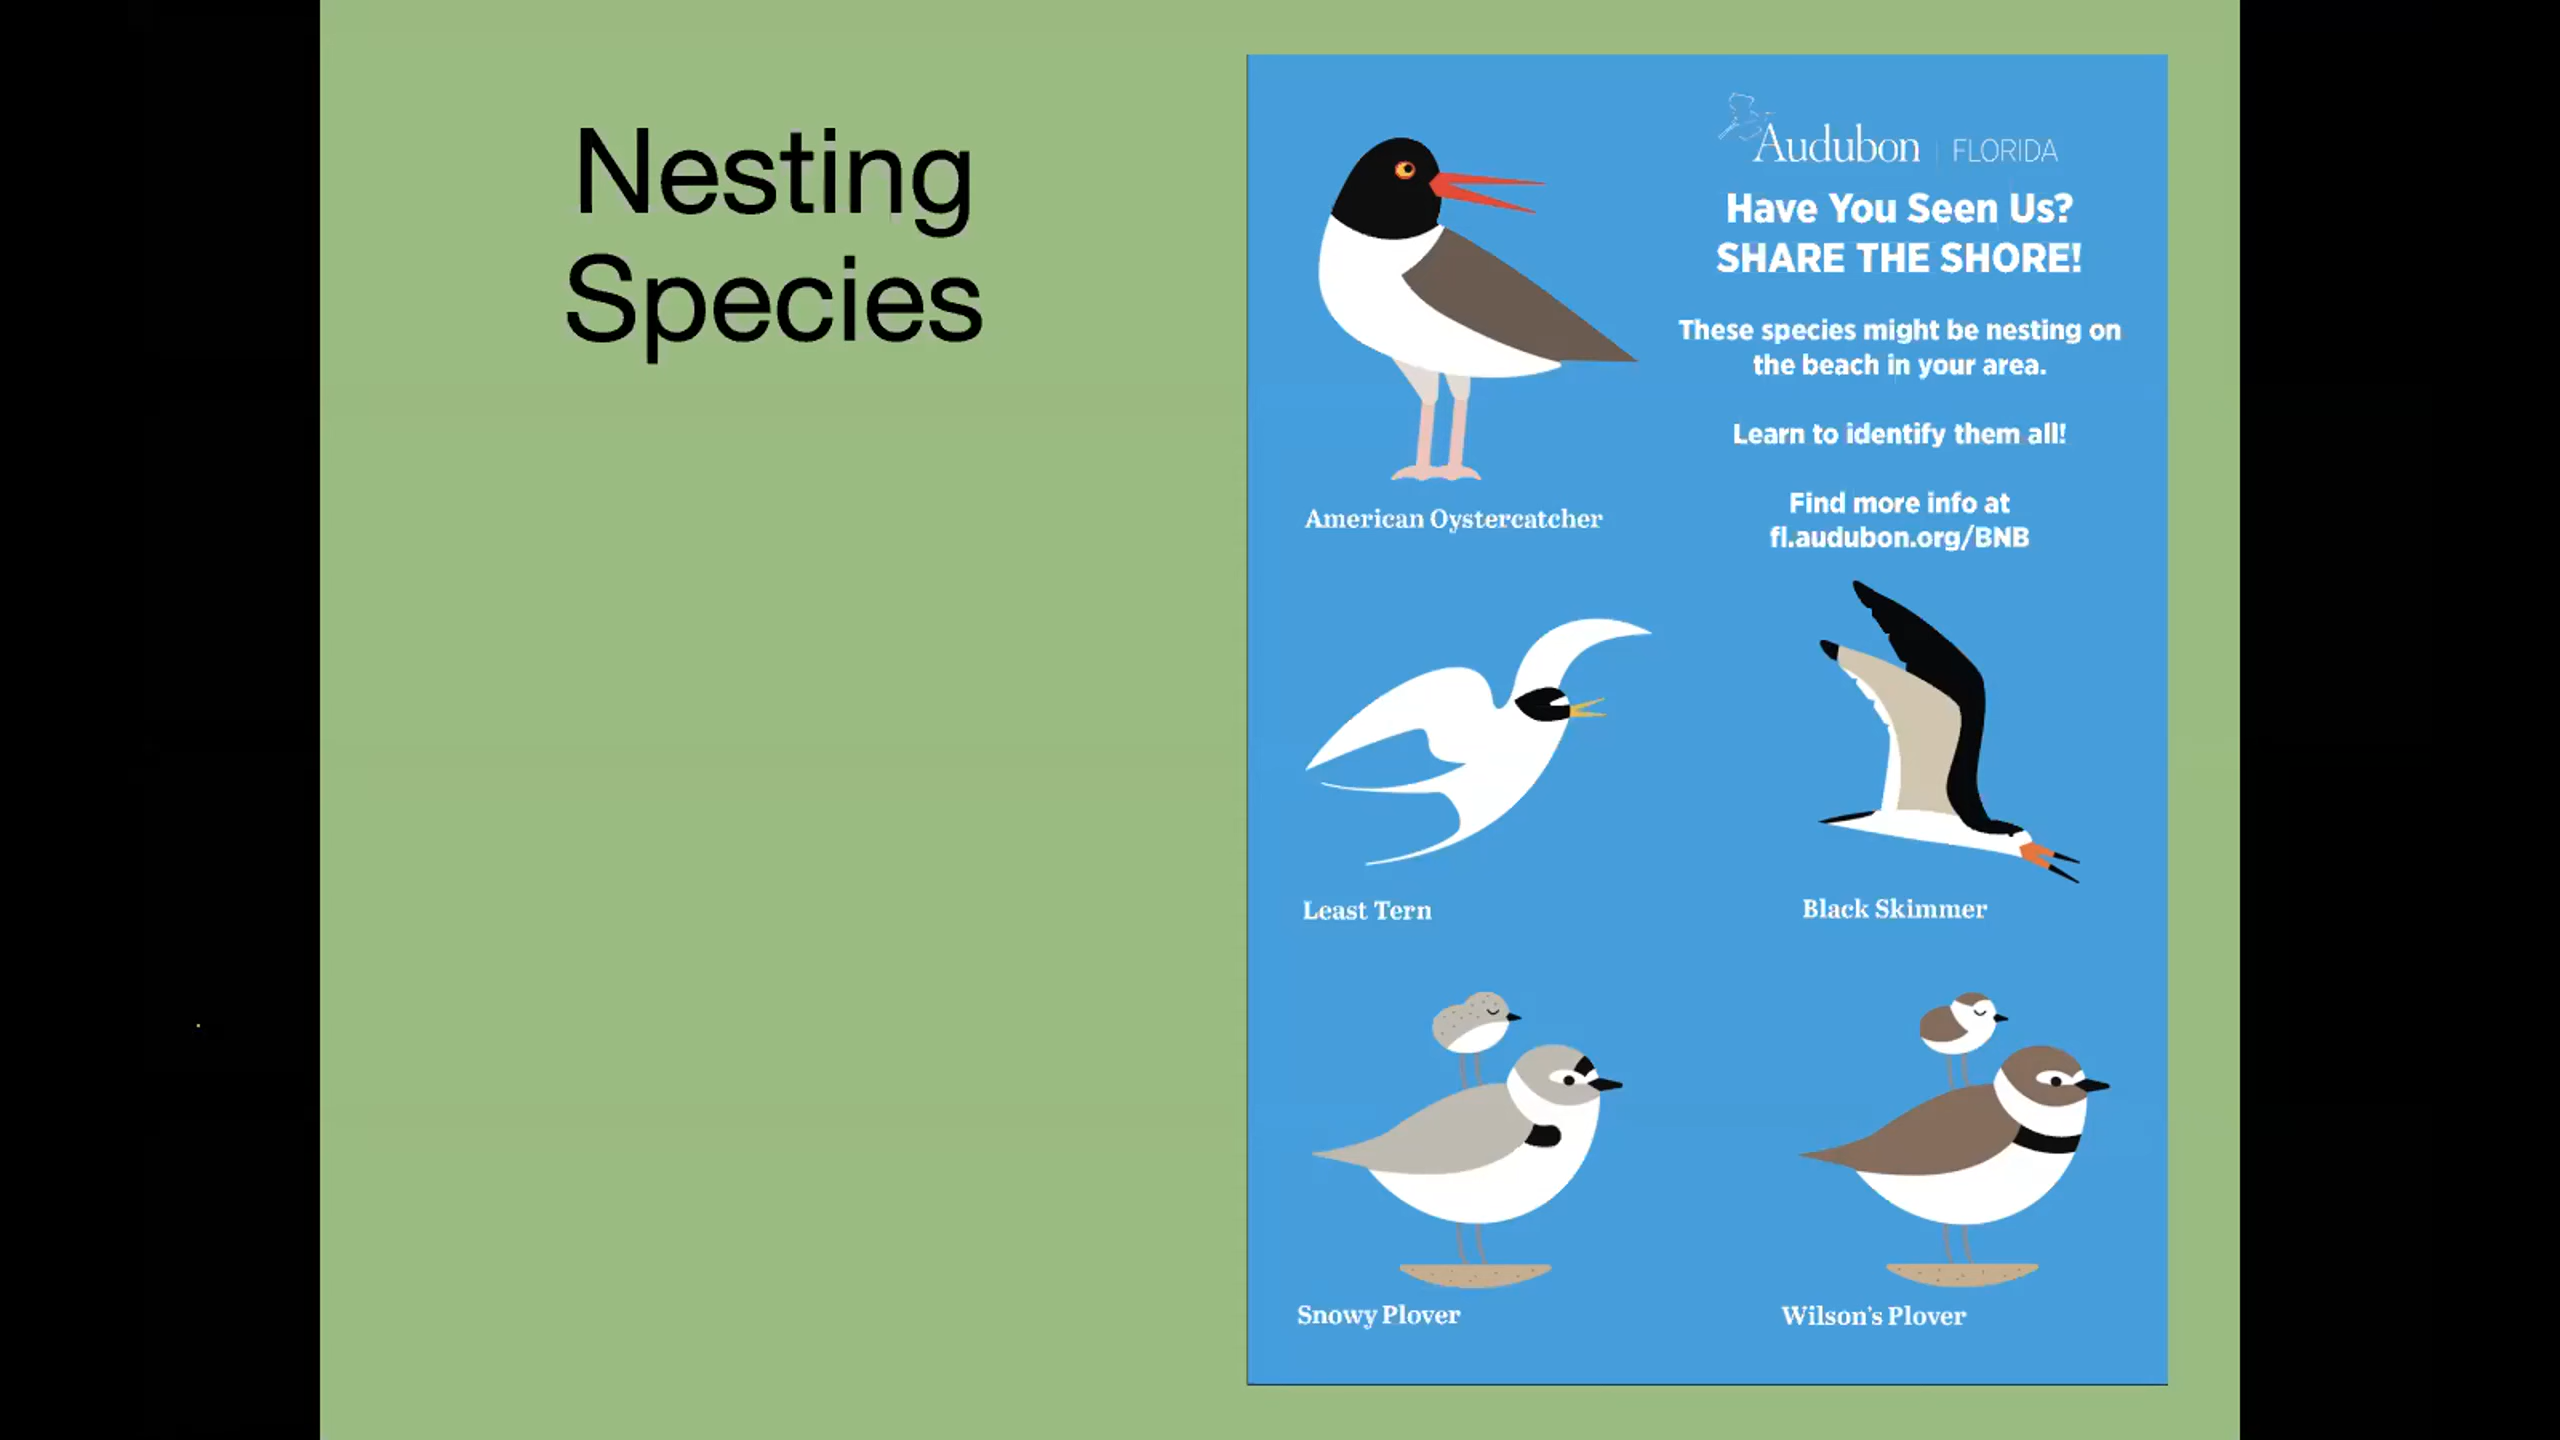 Nesting
Species
Audubon | FLORIDA
Have You Seen Us?
SHARE THE SHORE!
These species might be nesting on
the beach in your area.
Learn to identify them all!
Find more info at
fl.audubon.org/BNB
American Oystercatcher
Least Tern
Black Skimmer
Snowy Plover
Wilson's Plover